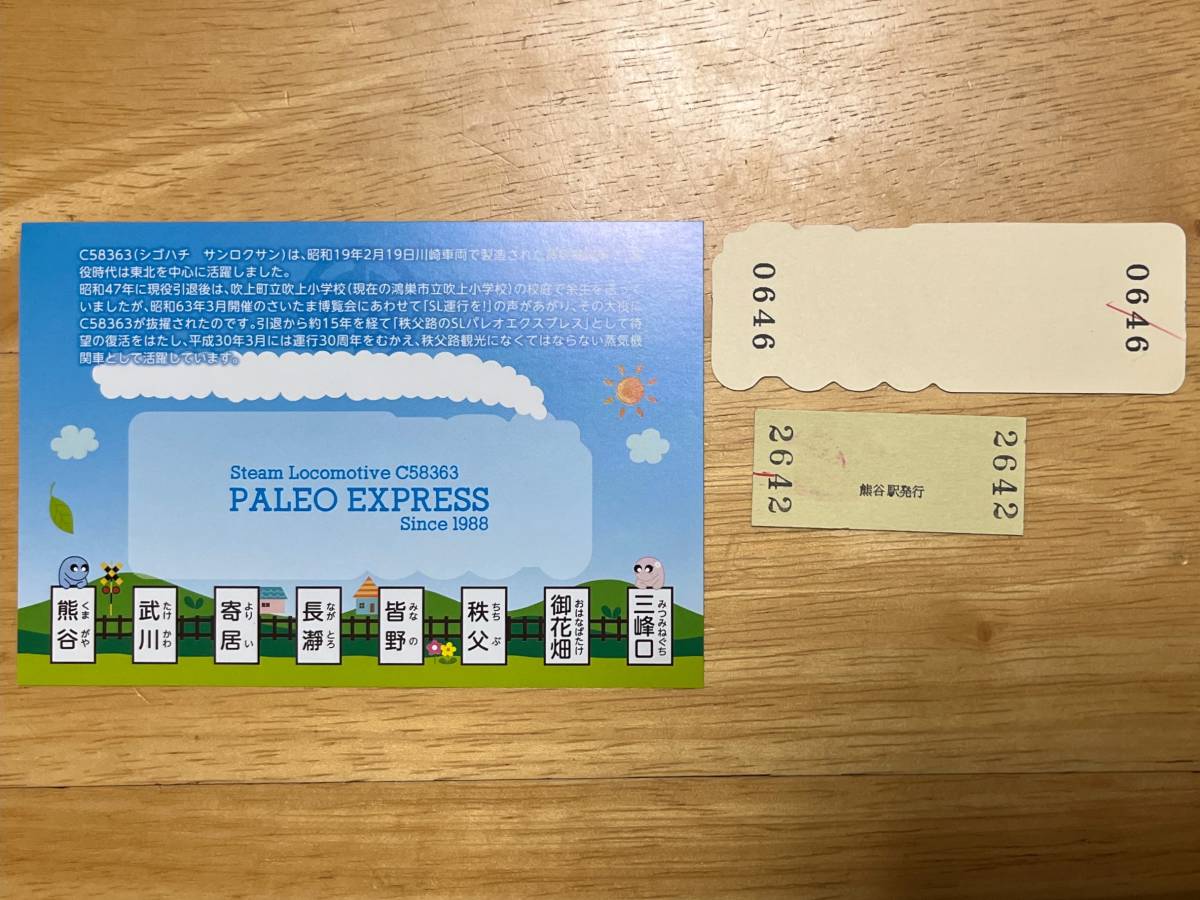 C58363(シゴハチ　サンロクサン)は、昭和19年2月19日川崎車両で製造された
役時代は東北を中心に活躍しました。
昭和47年に現役引退後は、吹上町立吹上小学校(現在の鴻巣市立吹上小学校)の校庭で余生を送って
いましたが、昭和63年3月開催のさいたま博覧会にあわせて「SL運行を!」の声があがり、その大役に
C58363が抜擢されたのです。引退から約15年を経て「秩父路のSLパレオエクスプレス」として待
望の復活をはたし、平成30年3月には運行30周年をむかえ、秩父路観光になくてはならない蒸気機
関車として活躍しています。
Steam Locomotive C58363
PALEO EXPRESS
Since 1988
熊谷 くまがや
武川 たけかわ
寄居 よりい
長瀞 ながとろ
皆野 みなの
秩父 ちちぶ
御花畑 おはなばたけ
三峰口 みつみねぐち
0646
0646
2642
熊谷駅発行
2642